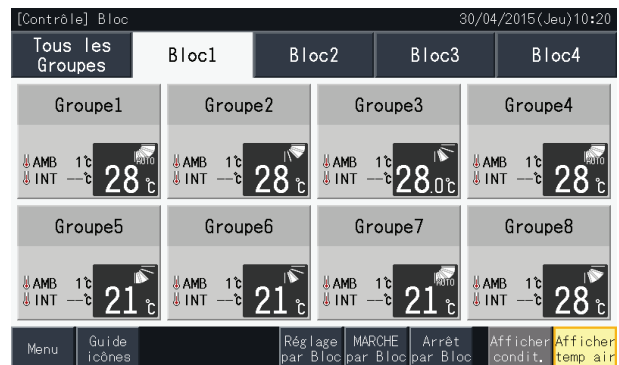 [Contrôle] Bloc 30/04/2015(Jeu)10:20
Tous les
Groupes
Bloc1 Bloc2 Bloc3 Bloc4
Groupe1 Groupe2 Groupe3 Groupe4
AMB 1℃ AUTO AMB 1℃ AMB 1℃ AMB 1℃ AUTO
INT --℃ 28℃ INT --℃ 28℃ INT --℃ 28.0℃ INT --℃ 28℃
Groupe5 Groupe6 Groupe7 Groupe8
AMB 1℃ AMB 1℃ AMB 1℃ AUTO AMB 1℃
INT --℃ 21℃ INT --℃ 21℃ INT --℃ 21℃ INT --℃ 28℃
Menu
Guide
icônes
Réglage
par Bloc
MARCHE
par Bloc
Arrêt
par Bloc
Afficher
condit.
Afficher
temp air